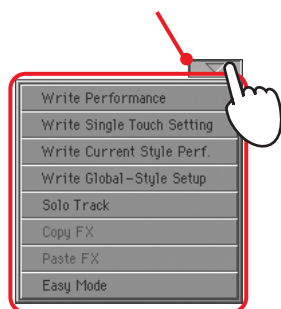 Write Performance
Write Single Touch Setting
Write Current Style Perf.
Write Global-Style Setup
Solo Track
Copy FX
Paste FX
Easy Mode